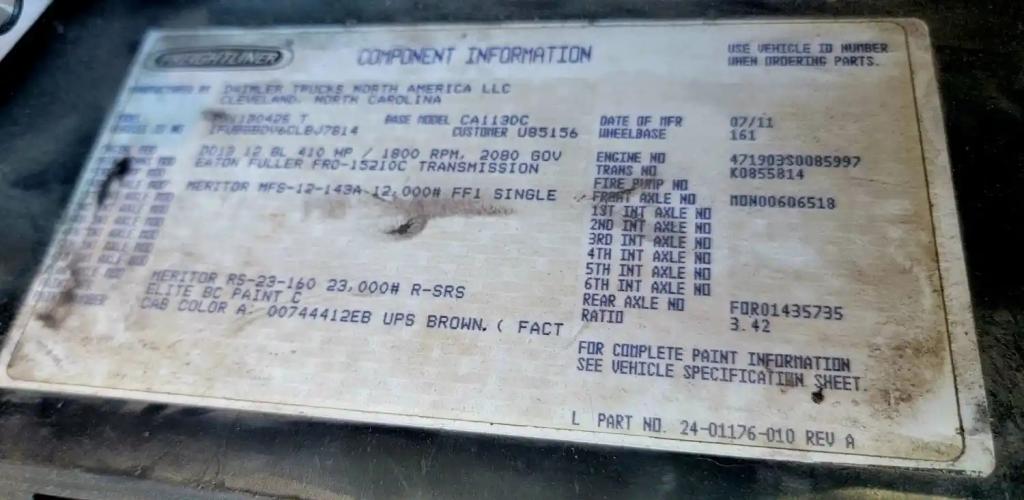 FREIGHTLINER COMPONENT INFORMATION USE VEHICLE ID NUMBER
WHEN ORDERING PARTS.
MANUFACTURED BY DAIMLER TRUCKS NORTH AMERICA LLC
CLEVELAND, NORTH CAROLINA
T BASE MODEL CA113DC DATE OF MFR 07/11
CUSTOMER U85156 WHEELBASE 161
DD13 12 8L 410 HP / 1800 RPM, 2080 GOV ENGINE NO 471903S0085997
EATON FULLER FRO-15210C TRANSMISSION TRANS NO K0855814
FIRE PUMP NO
MERITOR MFS-12-143A 12,000# FF1 SINGLE FRONT AXLE NO MON00606518
1ST INT AXLE NO
2ND INT AXLE NO
3RD INT AXLE NO
4TH INT AXLE NO
5TH INT AXLE NO
6TH INT AXLE NO
MERITOR RS-23-160 23,000# R-SRS REAR AXLE NO FOR01435735
ELITE BC PAINT C RATIO 3.42
CAB COLOR A: 00744412EB UPS BROWN. ( FACT
FOR COMPLETE PAINT INFORMATION
SEE VEHICLE SPECIFICATION SHEET.
L PART NO. 24-01176-010 REV A